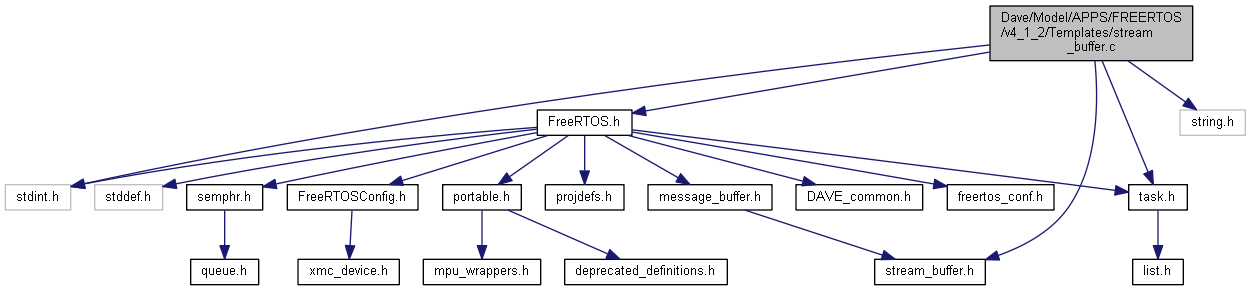 Dave/Model/APPS/FREERTOS
/v4_1_2/Templates/stream
_buffer.c
FreeRTOS.h
string.h
stdint.h
stddef.h
semphr.h
FreeRTOSConfig.h
portable.h
projdefs.h
message_buffer.h
DAVE_common.h
freertos_conf.h
task.h
queue.h
xmc_device.h
mpu_wrappers.h
deprecated_definitions.h
stream_buffer.h
list.h